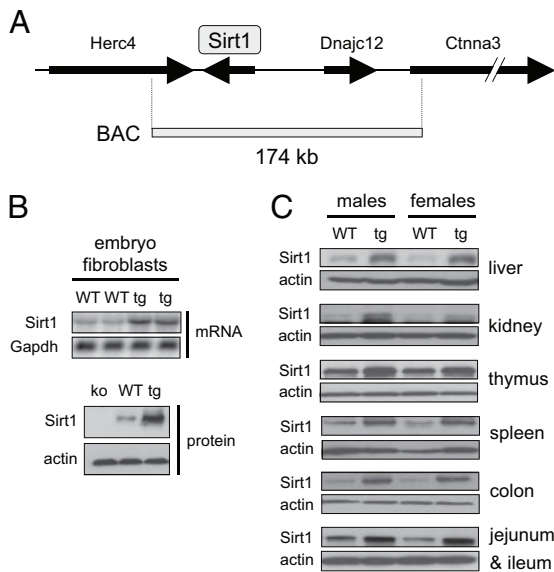 A
Herc4 Sirt1 Dnajc12 Ctnna3
BAC
174 kb
B
embryo
fibroblasts
WT WT tg tg
Sirt1
Gapdh
mRNA
ko WT tg
Sirt1
actin
protein
C
males females
WT tg WT tg
Sirt1
actin
liver
Sirt1
actin
kidney
Sirt1
actin
thymus
Sirt1
actin
spleen
Sirt1
actin
colon
Sirt1
actin
jejunum
& ileum